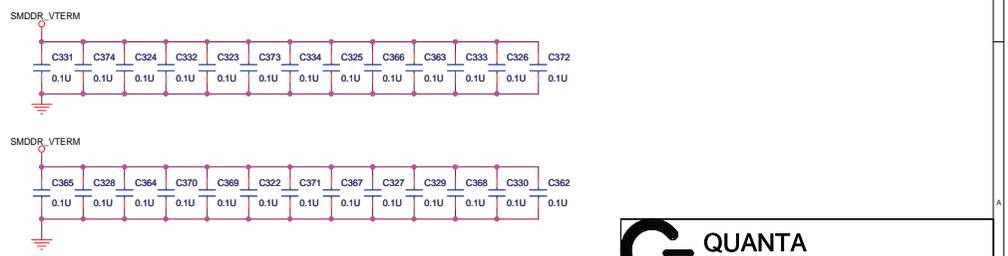 SMDDR_VTERM
C331 C374 C324 C332 C323 C373 C334 C325 C366 C363 C333 C326 C372
0.1U 0.1U 0.1U 0.1U 0.1U 0.1U 0.1U 0.1U 0.1U 0.1U 0.1U 0.1U 0.1U
SMDDR_VTERM
C365 C328 C364 C370 C369 C322 C371 C367 C327 C329 C368 C330 C362
0.1U 0.1U 0.1U 0.1U 0.1U 0.1U 0.1U 0.1U 0.1U 0.1U 0.1U 0.1U 0.1U
A
QUANTA